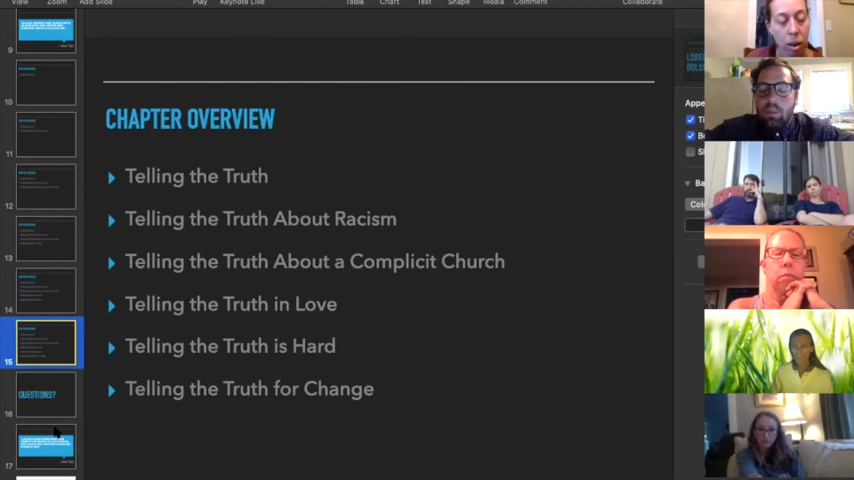 View
Zoom
Add Slide
Play
Keynote Live
Table
Chart
Text
Shape
Media
Comment
Collaborate
9
10
11
12
13
14
15
16
QUESTIONS?
17
CHAPTER OVERVIEW
Telling the Truth
Telling the Truth About Racism
Telling the Truth About a Complicit Church
Telling the Truth in Love
Telling the Truth is Hard
Telling the Truth for Change